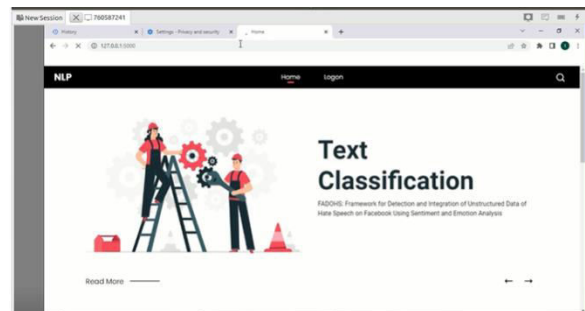 New Session 760587241
History Settings - Privacy and security Home
127.0.0.1:5000
NLP Home Logon
Text
Classification
FADOHS: Framework for Detection and Integration of Unstructured Data of
Hate Speech on Facebook Using Sentiment and Emotion Analysis
Read More